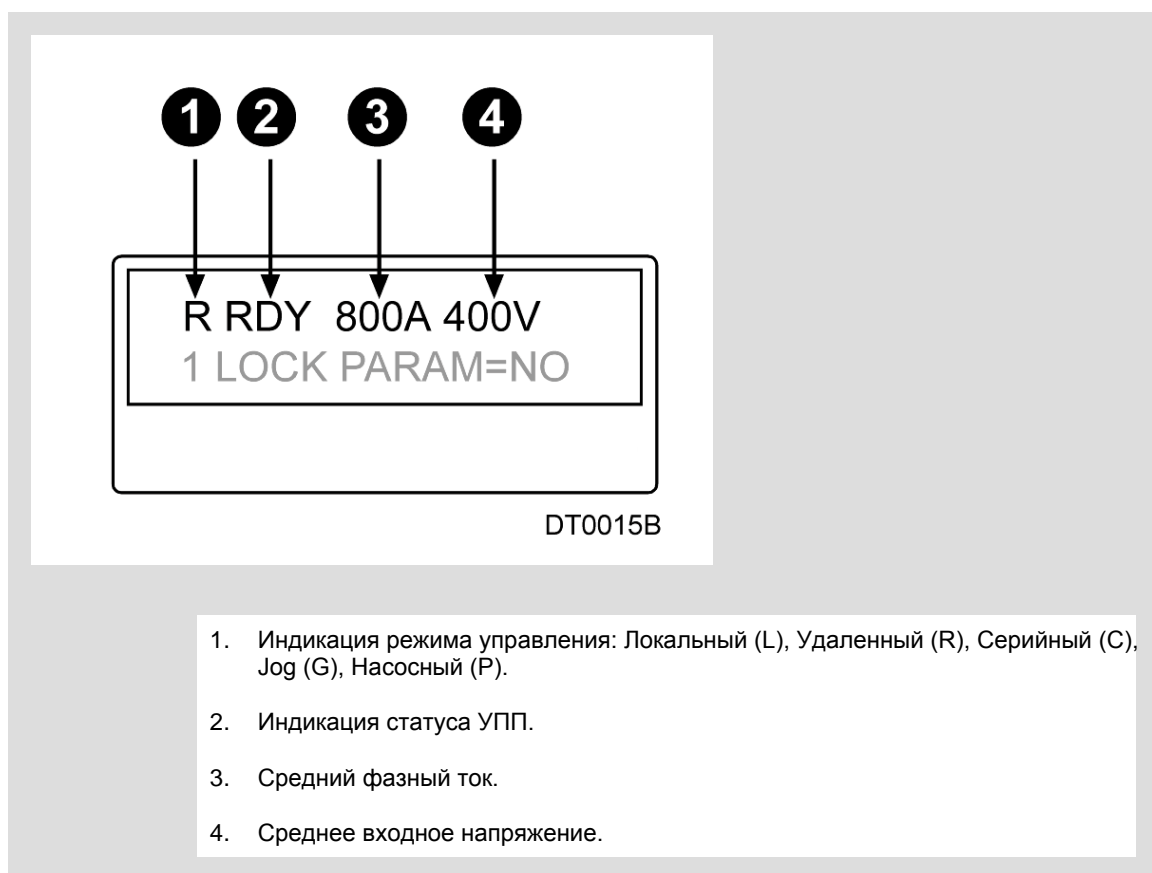 1 2 3 4
R RDY 800A 400V
1 LOCK PARAM=NO
DT0015B
1. Индикация режима управления: Локальный (L), Удаленный (R), Серийный (C),
Jog (G), Насосный (P).
2. Индикация статуса УПП.
3. Средний фазный ток.
4. Среднее входное напряжение.